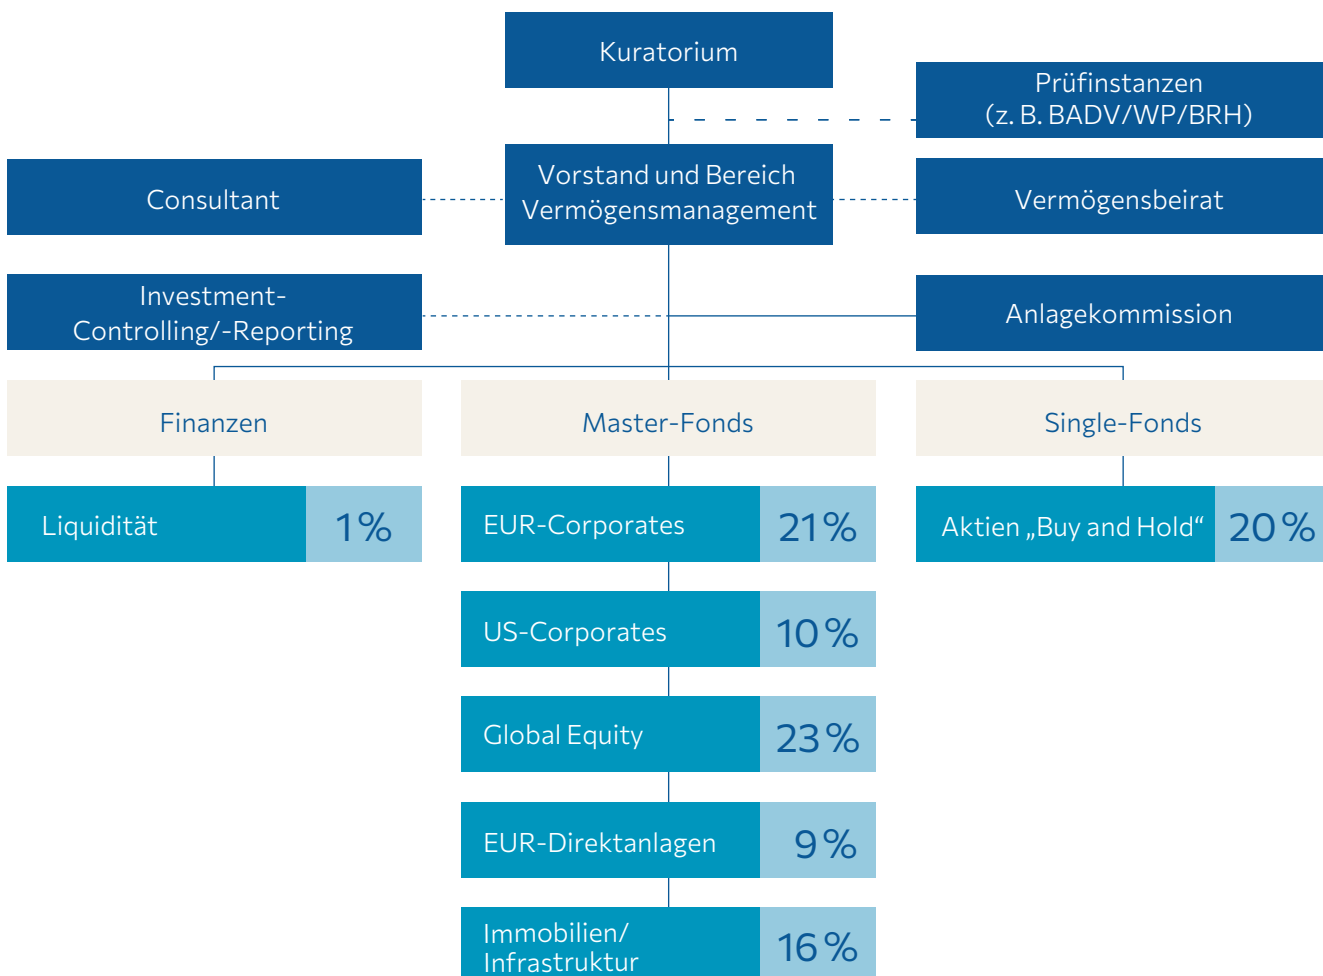 Kuratorium
Prüfinstanzen
(z. B. BADV/WP/BRH)
Consultant
Vorstand und Bereich
Vermögensmanagement
Vermögensbeirat
Investment-
Controlling/-Reporting
Anlagekommission
Finanzen
Master-Fonds
Single-Fonds
Liquidität 1 %
EUR-Corporates 21 %
Aktien „Buy and Hold“ 20 %
US-Corporates 10 %
Global Equity 23 %
EUR-Direktanlagen 9 %
Immobilien/
Infrastruktur 16 %